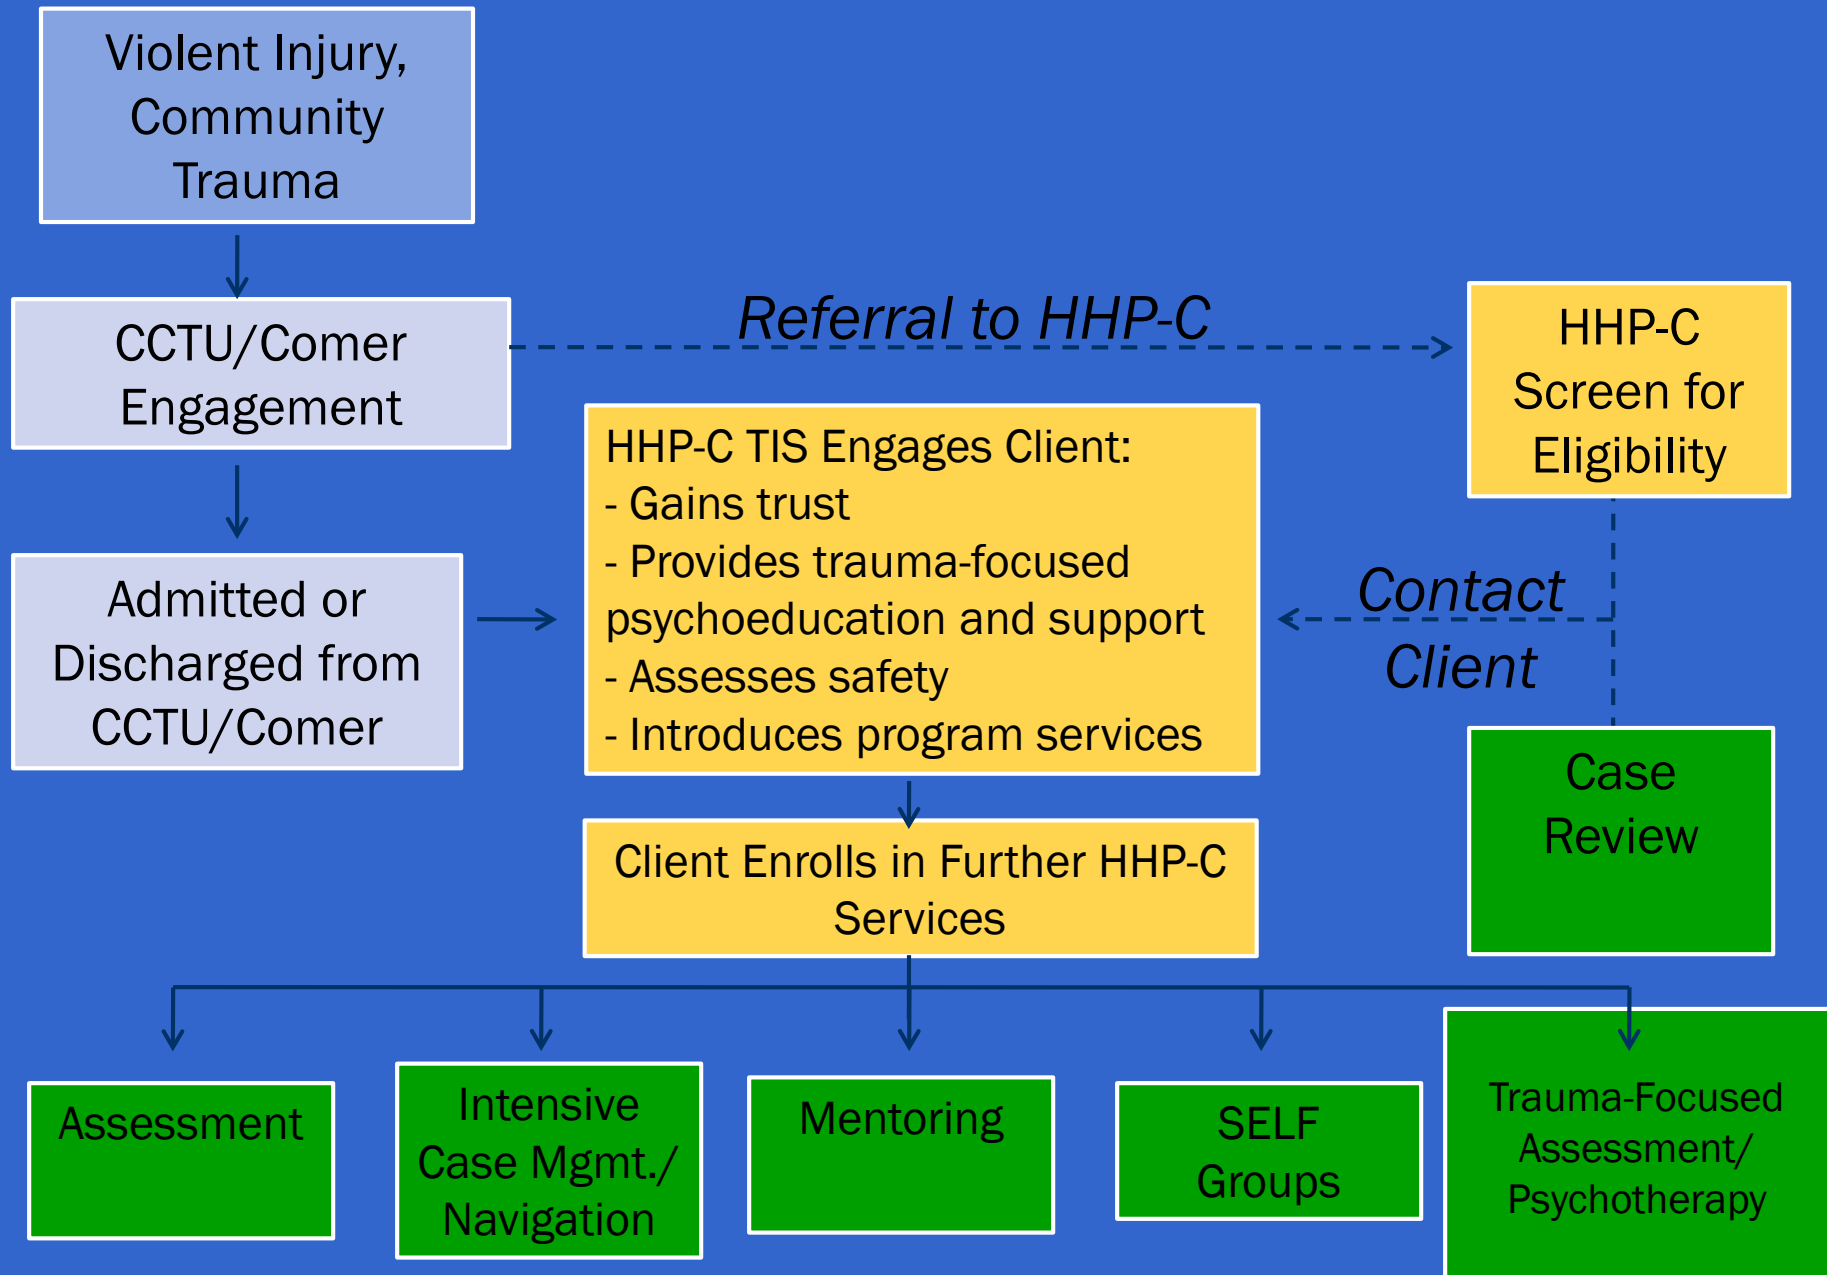 Violent Injury,
Community
Trauma
CCTU/Comer
Engagement
Referral to HHP-C
HHP-C
Screen for
Eligibility
Admitted or
Discharged from
CCTU/Comer
HHP-C TIS Engages Client:
- Gains trust
- Provides trauma-focused
psychoeducation and support
- Assesses safety
- Introduces program services
Contact
Client
Case
Review
Client Enrolls in Further HHP-C
Services
Assessment
Intensive
Case Mgmt./
Navigation
Mentoring
SELF
Groups
Trauma-Focused
Assessment/
Psychotherapy